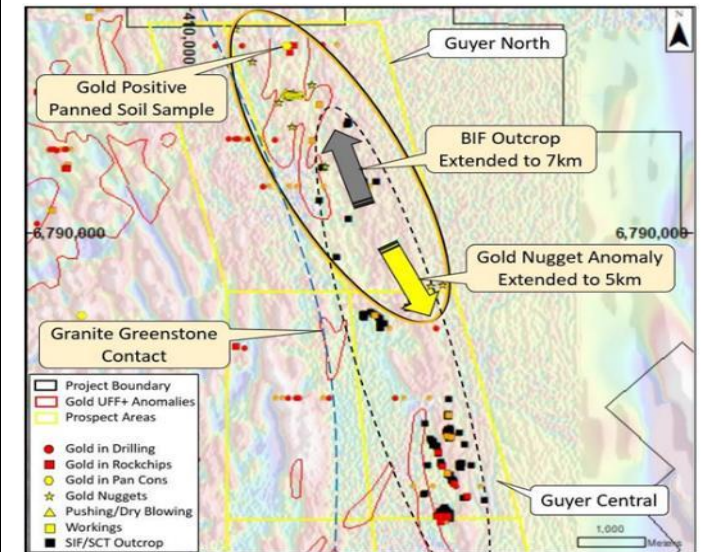 410,000
N
Guyer North
Gold Positive
Panned Soil Sample
BIF Outcrop
Extended to 7km
6,790,000
6,790,000
Gold Nugget Anomaly
Extended to 5km
Granite Greenstone
Contact
Project Boundary
Gold UFF+ Anomalies
Prospect Areas
Gold in Drilling
Gold in Rockchips
Gold in Pan Cons
Gold Nuggets
Pushing/Dry Blowing
Workings
SIF/SCT Outcrop
Guyer Central
1,000
Meters